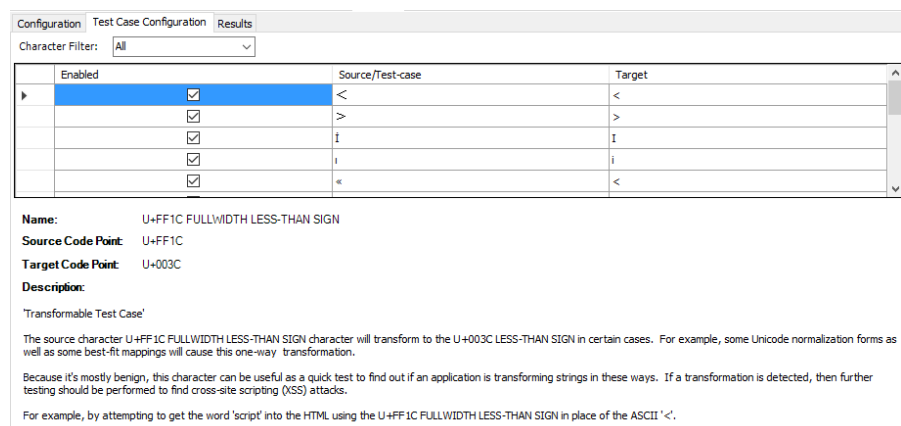 Configuration Test Case Configuration Results
Character Filter: All
Enabled Source/Test-case Target
＜ <
＞ >
İ I
ı i
« <
Name: U+FF1C FULLWIDTH LESS-THAN SIGN
Source Code Point: U+FF1C
Target Code Point: U+003C
Description:
'Transformable Test Case'
The source character U+FF1C FULLWIDTH LESS-THAN SIGN character will transform to the U+003C LESS-THAN SIGN in certain cases. For example, some Unicode normalization forms as
well as some best-fit mappings will cause this one-way transformation.
Because it's mostly benign, this character can be useful as a quick test to find out if an application is transforming strings in these ways. If a transformation is detected, then further
testing should be performed to find cross-site scripting (XSS) attacks.
For example, by attempting to get the word 'script' into the HTML using the U+FF1C FULLWIDTH LESS-THAN SIGN in place of the ASCII '<'.